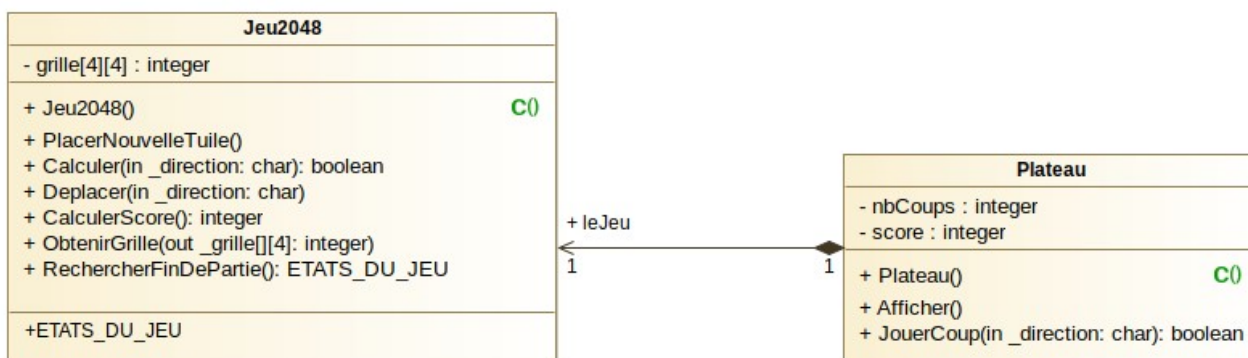 Jeu2048
- grille[4][4] : integer
+ Jeu2048()
C()
+ PlacerNouvelleTuile()
+ Calculer(in _direction: char): boolean
+ Deplacer(in _direction: char)
+ CalculerScore(): integer
+ ObtenirGrille(out _grille[][4]: integer)
+ RechercherFinDePartie(): ETATS_DU_JEU
+ETATS_DU_JEU
+ leJeu
1
1
Plateau
- nbCoups : integer
- score : integer
+ Plateau()
C()
+ Afficher()
+ JouerCoup(in _direction: char): boolean